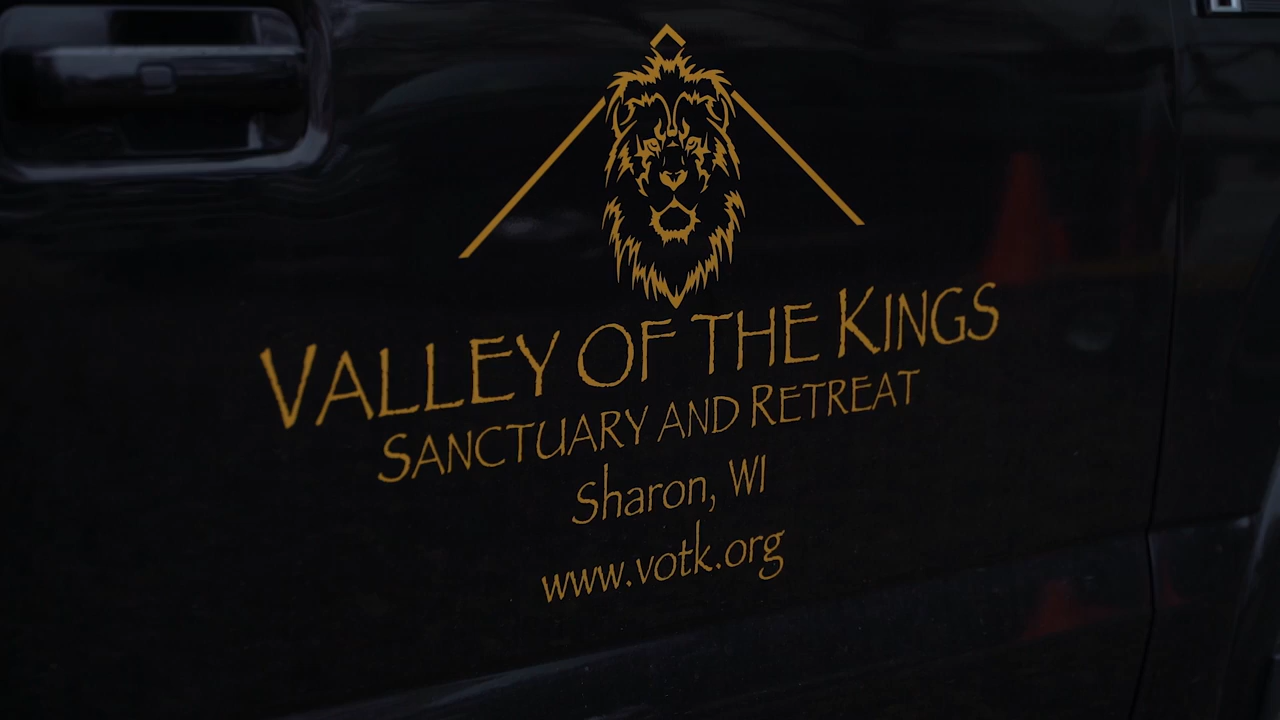 VALLEY OF THE KINGS
SANCTUARY AND RETREAT
Sharon, WI
www.votk.org